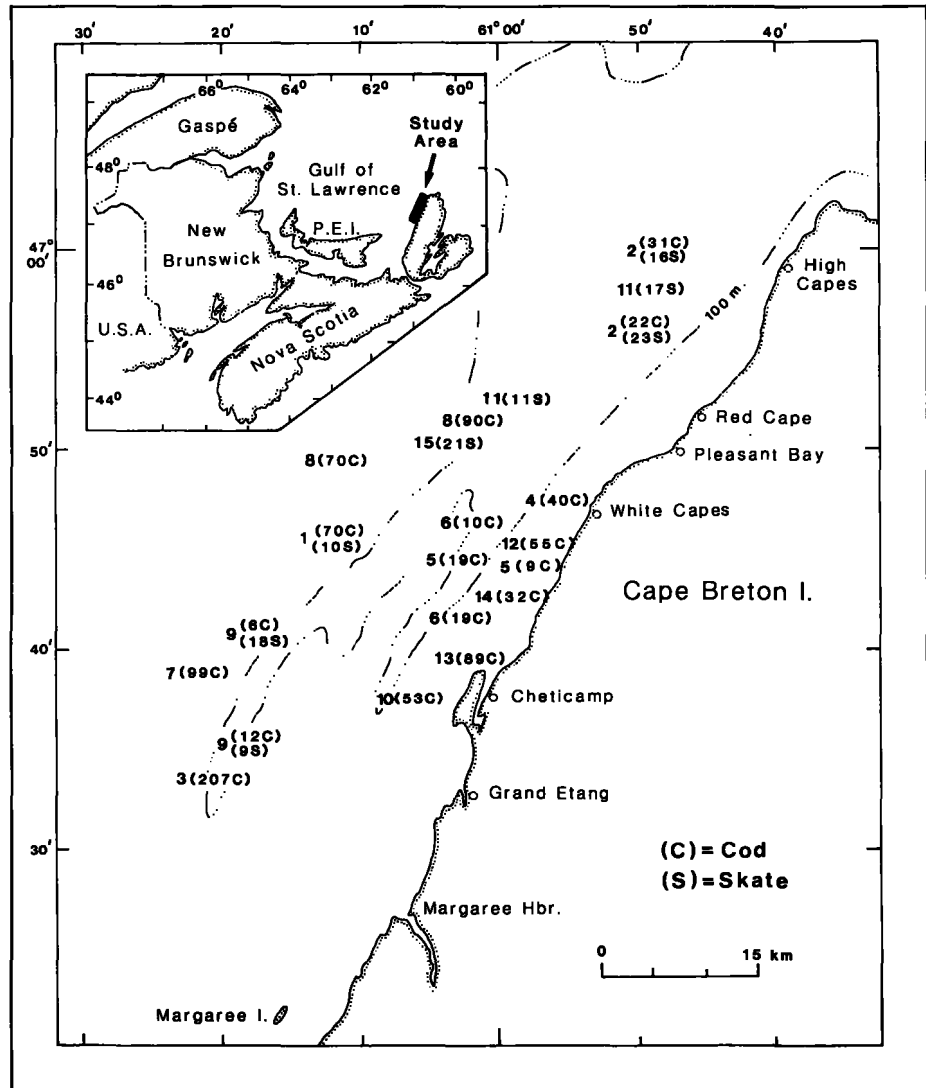 30′ 20′ 10′ 61° 00′ 50′ 40′
66° 64° 62° 60°
Gaspé
Study
Area
48°
Gulf of
St. Lawrence
P.E.I.
New
Brunswick
46°
U.S.A.
Nova Scotia
44°
47°
00′
2 (31C)
(16S)
High
Capes
11(17S)
2 (22C)
(23S)
100 m.
11(11S)
8(90C)
Red Cape
15(21S)
50′
8(70C)
Pleasant Bay
4(40C)
White Capes
6(10C)
1 (70C)
(10S)
12(55C)
5(19C)
5(9C)
Cape Breton I.
14(32C)
6(19C)
9 (6C)
(18S)
40′
13(89C)
7(99C)
10(53C)
Cheticamp
9 (12C)
(9S)
3(207C)
Grand Etang
30′
(C)=Cod
(S)=Skate
Margaree Hbr.
0 15 km
Margaree I.